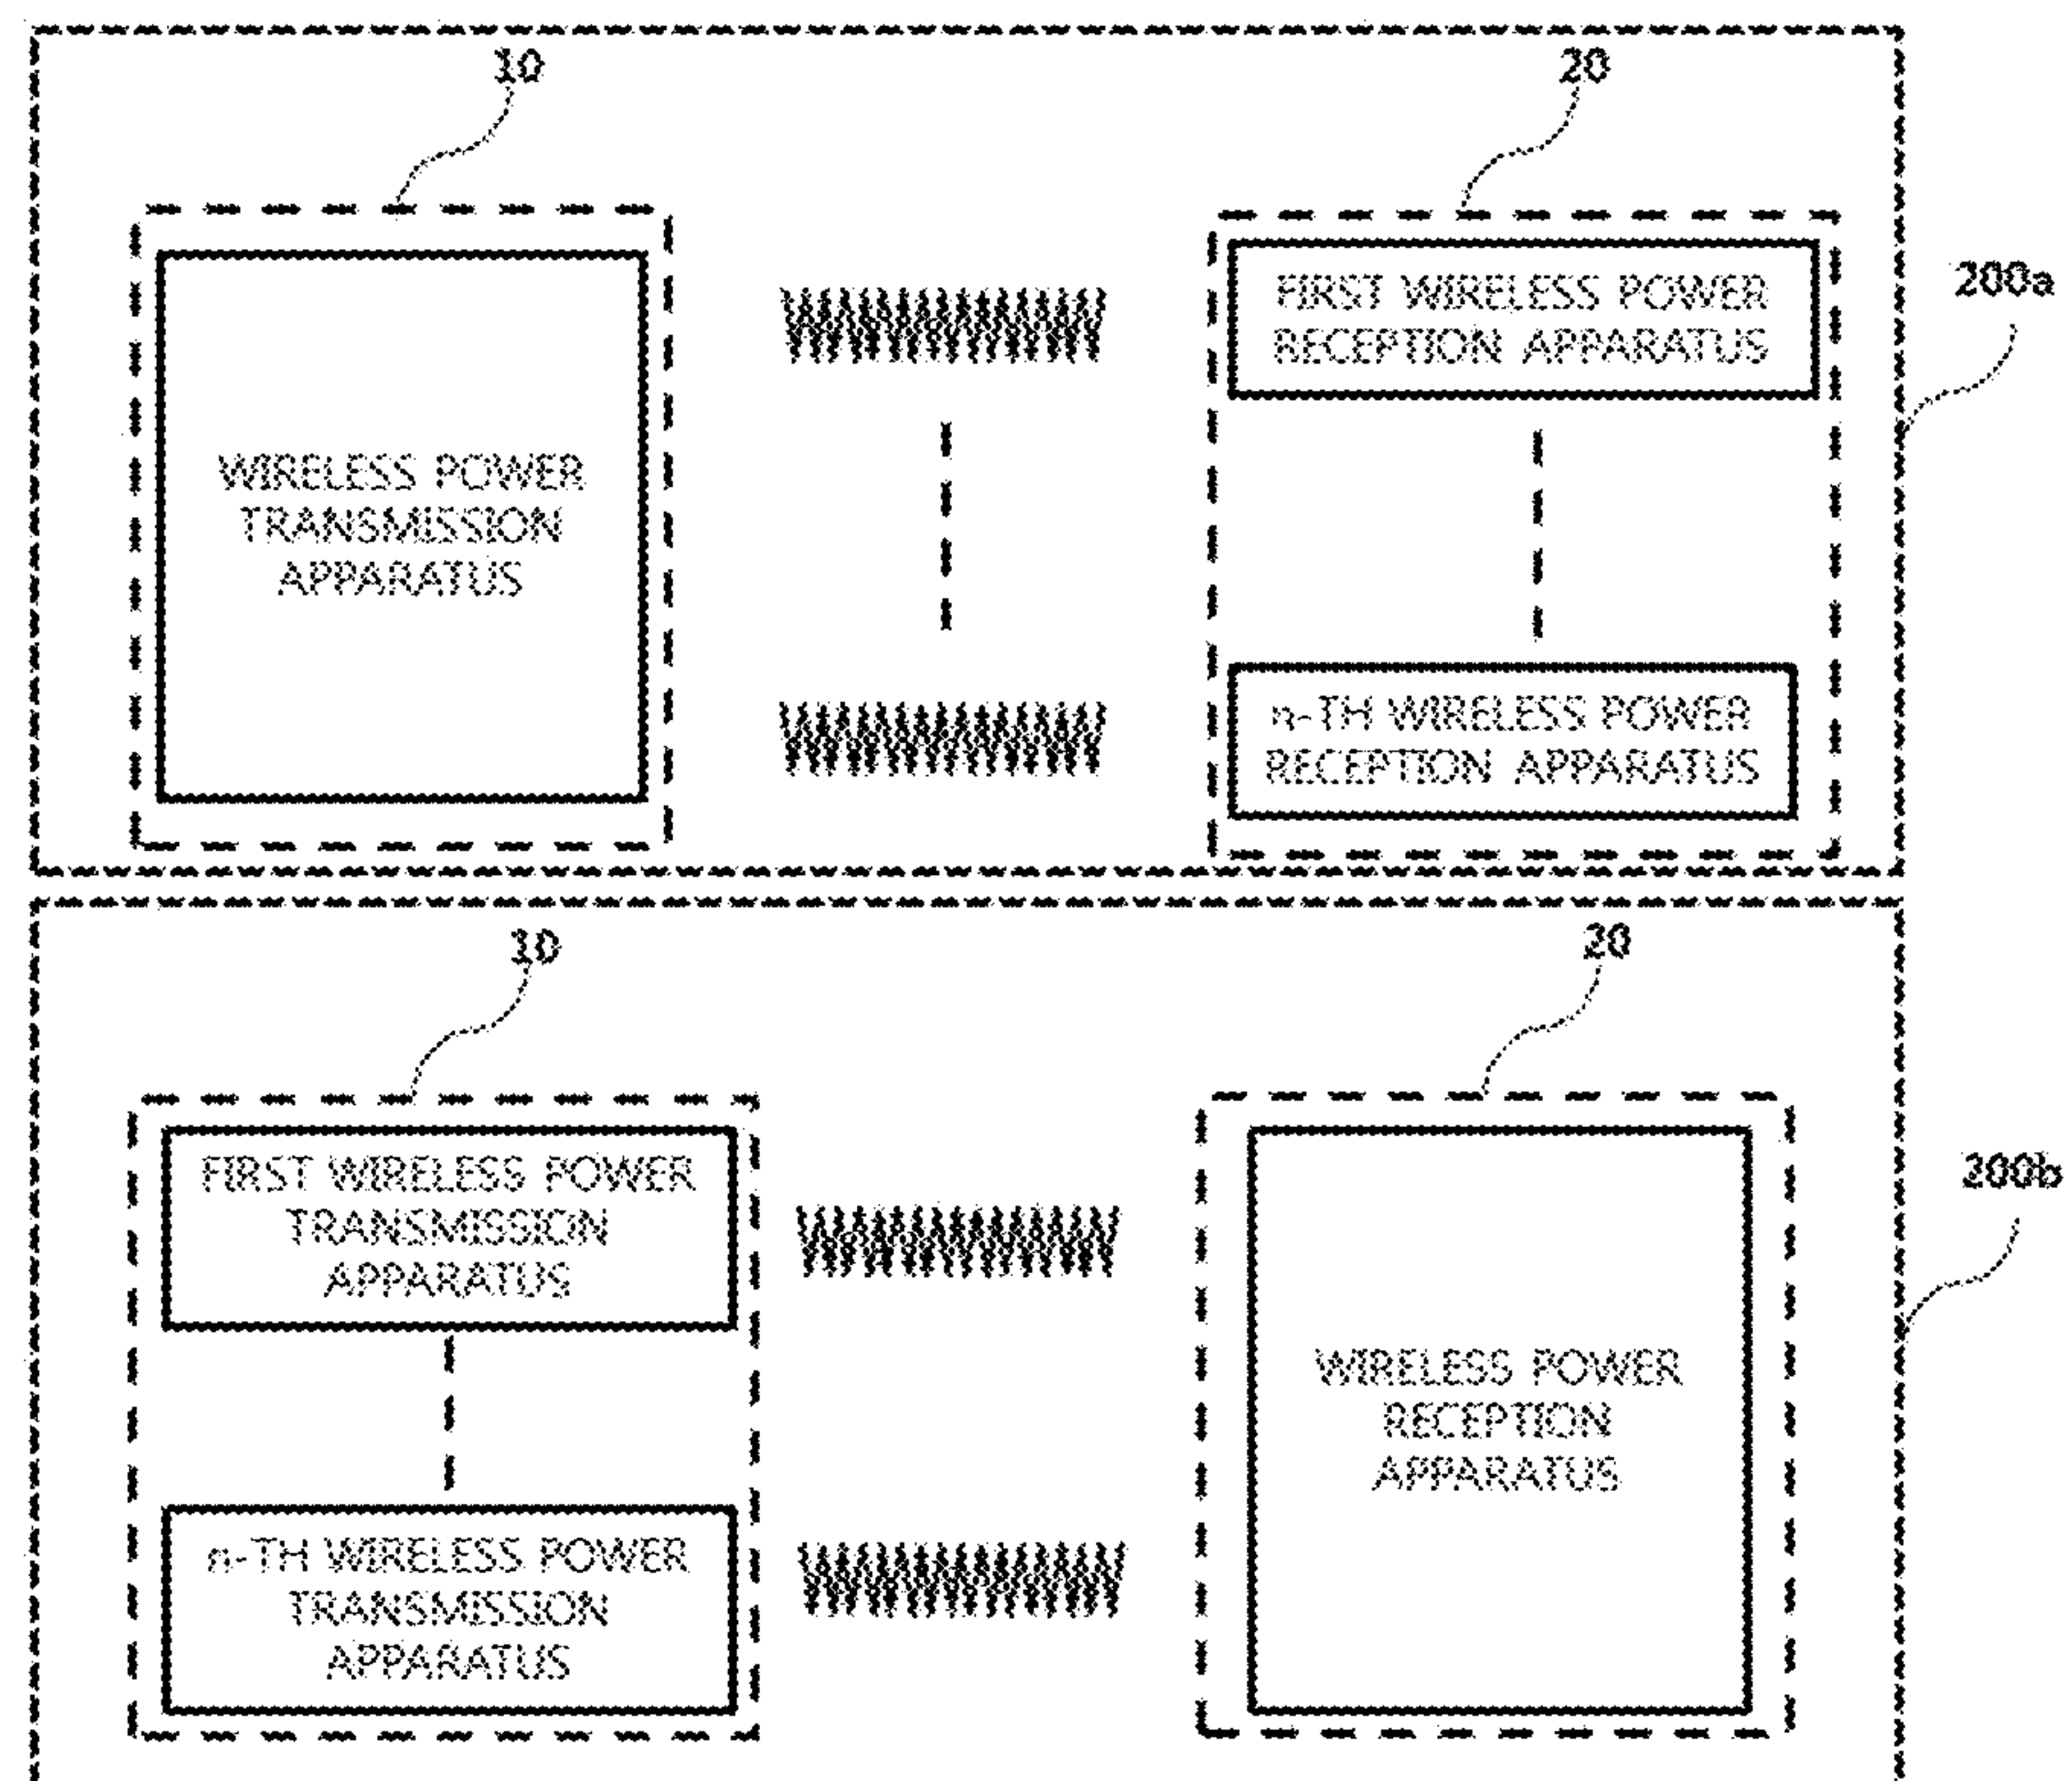 10
20
FIRST WIRELESS POWER
RECEPTION APPARATUS
200a
WIRELESS POWER
TRANSMISSION
APPARATUS
n-TH WIRELESS POWER
RECEPTION APPARATUS
10
20
FIRST WIRELESS POWER
TRANSMISSION
APPARATUS
200b
WIRELESS POWER
RECEPTION
APPARATUS
n-TH WIRELESS POWER
TRANSMISSION
APPARATUS